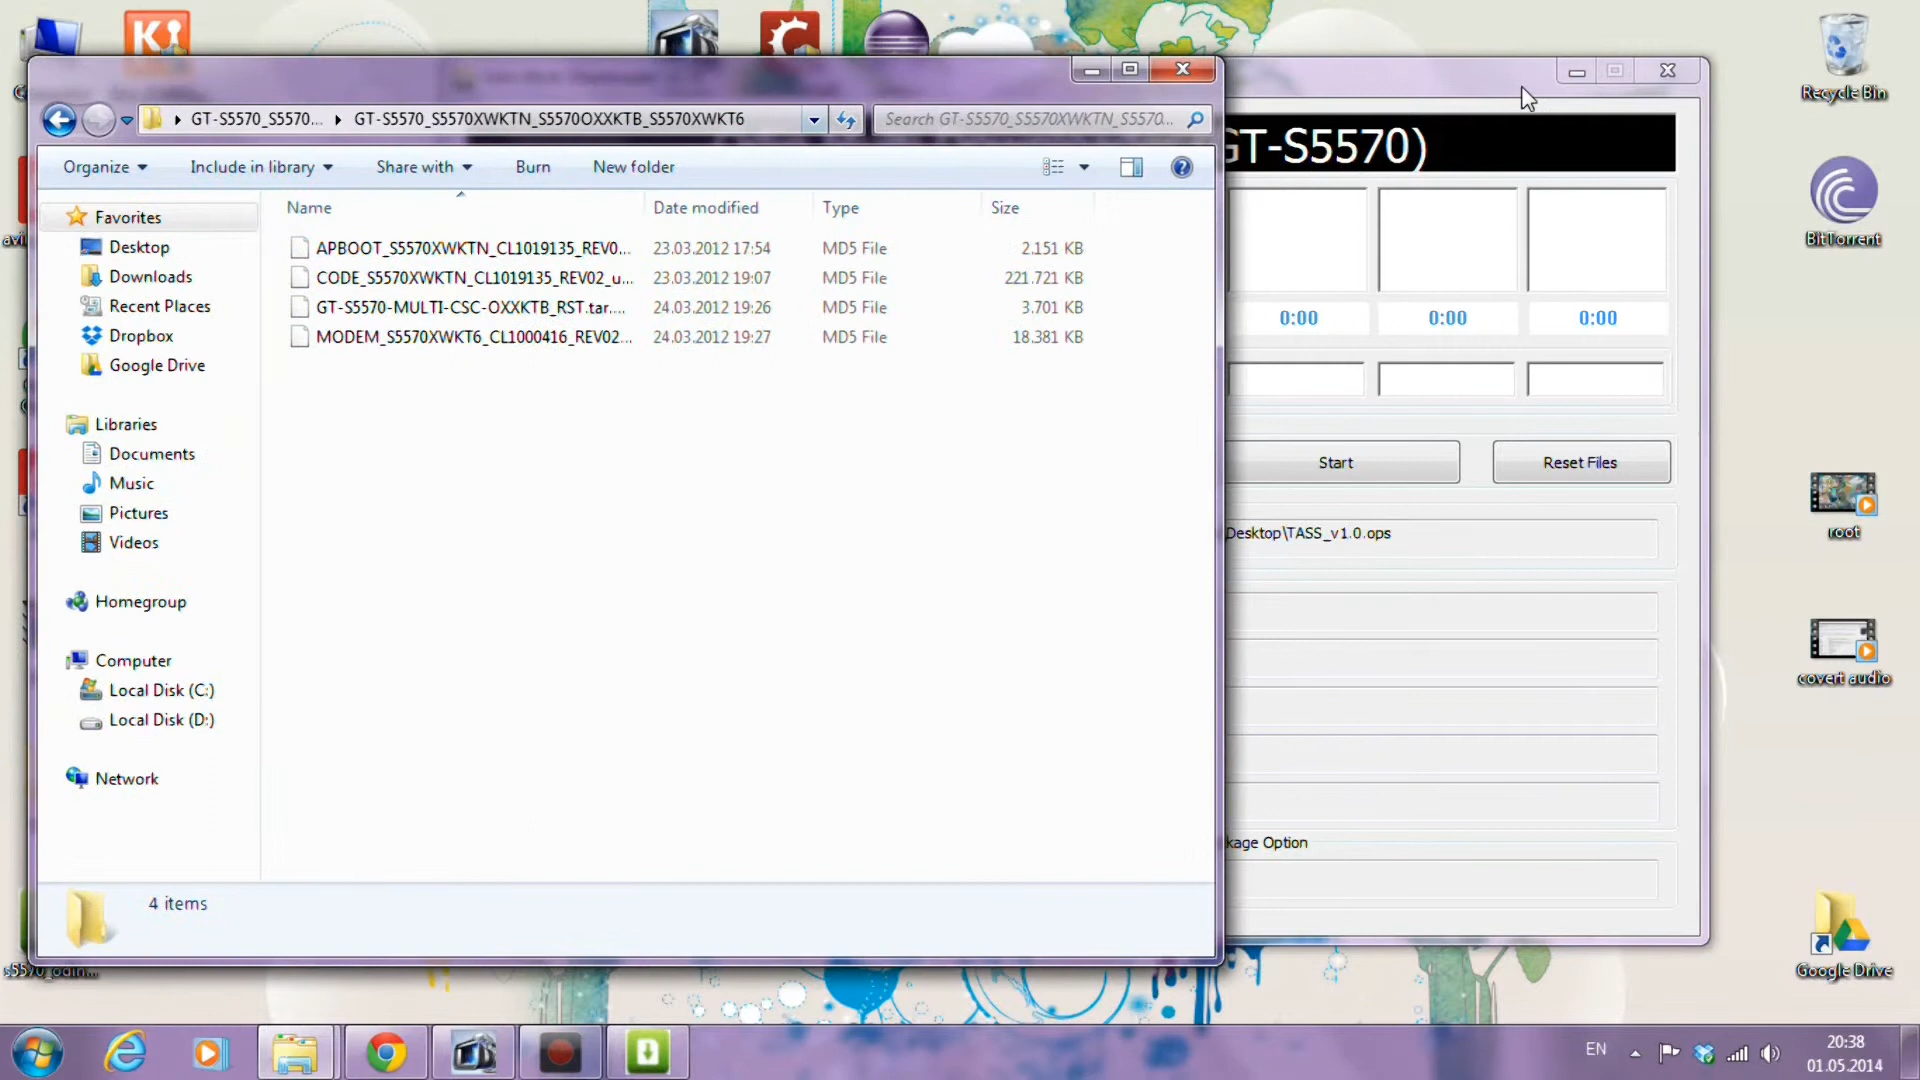 GT-S5570_S5570... GT-S5570_S5570XWKTN_S5570OXXKTB_S5570XWKT6
Search GT-S5570_S5570XWKTN_S5570...
Organize Include in library Share with Burn New folder
Name Date modified Type Size
APBOOT_S5570XWKTN_CL1019135_REV0... 23.03.2012 17:54 MD5 File 2.151 KB
CODE_S5570XWKTN_CL1019135_REV02_u... 23.03.2012 19:07 MD5 File 221.721 KB
GT-S5570-MULTI-CSC-OXXKTB_RST.tar.... 24.03.2012 19:26 MD5 File 3.701 KB
MODEM_S5570XWKT6_CL1000416_REV02... 24.03.2012 19:27 MD5 File 18.381 KB
Favorites
Desktop
Downloads
Recent Places
Dropbox
Google Drive
Libraries
Documents
Music
Pictures
Videos
Homegroup
Computer
Local Disk (C:)
Local Disk (D:)
Network
4 items
GT-S5570)
0:00 0:00 0:00
Start Reset Files
Desktop\TASS_v1.0.ops
kage Option
Recycle Bin
BitTorrent
root
covert audio
Google Drive
s5570_odin...
EN
20:38
01.05.2014